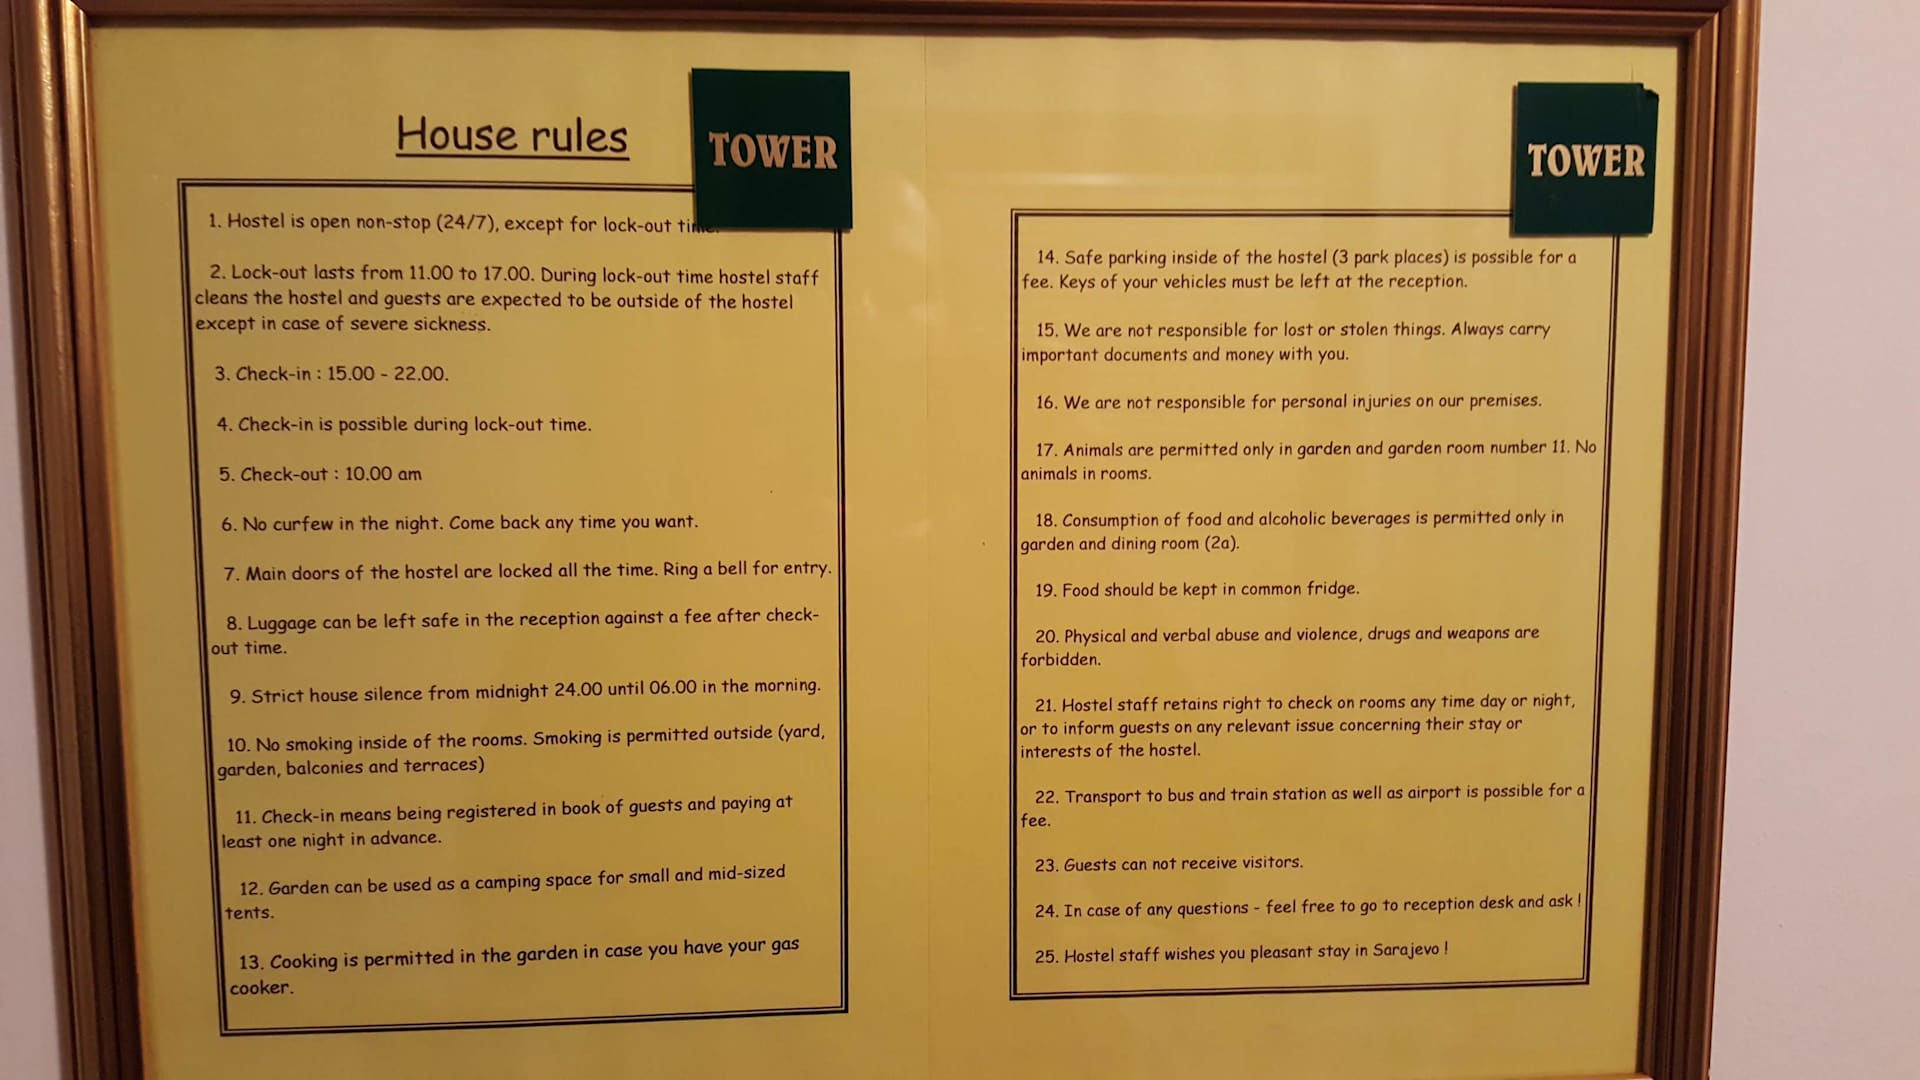 House rules
TOWER
1. Hostel is open non-stop (24/7), except for lock-out time.
2. Lock-out lasts from 11.00 to 17.00. During lock-out time hostel staff
cleans the hostel and guests are expected to be outside of the hostel
except in case of severe sickness.
3. Check-in : 15.00 - 22.00.
4. Check-in is possible during lock-out time.
5. Check-out : 10.00 am
6. No curfew in the night. Come back any time you want.
7. Main doors of the hostel are locked all the time. Ring a bell for entry.
8. Luggage can be left safe in the reception against a fee after check-
out time.
9. Strict house silence from midnight 24.00 until 06.00 in the morning.
10. No smoking inside of the rooms. Smoking is permitted outside (yard,
garden, balconies and terraces)
11. Check-in means being registered in book of guests and paying at
least one night in advance.
12. Garden can be used as a camping space for small and mid-sized
tents.
13. Cooking is permitted in the garden in case you have your gas
cooker.
TOWER
14. Safe parking inside of the hostel (3 park places) is possible for a
fee. Keys of your vehicles must be left at the reception.
15. We are not responsible for lost or stolen things. Always carry
important documents and money with you.
16. We are not responsible for personal injuries on our premises.
17. Animals are permitted only in garden and garden room number 11. No
animals in rooms.
18. Consumption of food and alcoholic beverages is permitted only in
garden and dining room (2a).
19. Food should be kept in common fridge.
20. Physical and verbal abuse and violence, drugs and weapons are
forbidden.
21. Hostel staff retains right to check on rooms any time day or night,
or to inform guests on any relevant issue concerning their stay or
interests of the hostel.
22. Transport to bus and train station as well as airport is possible for a
fee.
23. Guests can not receive visitors.
24. In case of any questions - feel free to go to reception desk and ask !
25. Hostel staff wishes you pleasant stay in Sarajevo !